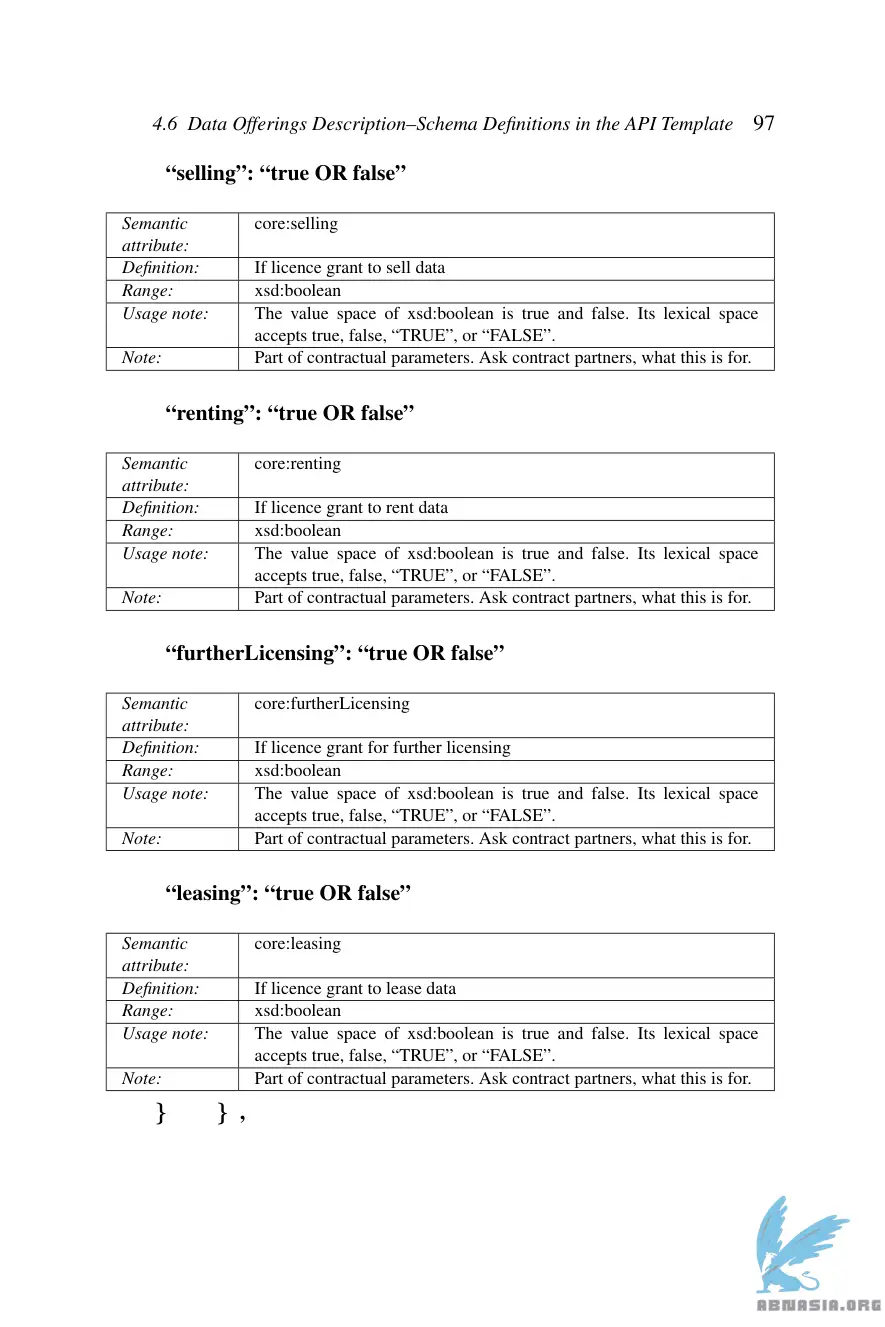 4.6 Data Offerings Description–Schema Definitions in the API Template 97
“selling”: “true OR false”
Semantic core:selling
attribute:
Definition: If licence grant to sell data
Range: xsd:boolean
Usage note: The value space of xsd:boolean is true and false. Its lexical space
accepts true, false, “TRUE”, or “FALSE”.
Note: Part of contractual parameters. Ask contract partners, what this is for.
“renting”: “true OR false”
Semantic core:renting
attribute:
Definition: If licence grant to rent data
Range: xsd:boolean
Usage note: The value space of xsd:boolean is true and false. Its lexical space
accepts true, false, “TRUE”, or “FALSE”.
Note: Part of contractual parameters. Ask contract partners, what this is for.
“furtherLicensing”: “true OR false”
Semantic core:furtherLicensing
attribute:
Definition: If licence grant for further licensing
Range: xsd:boolean
Usage note: The value space of xsd:boolean is true and false. Its lexical space
accepts true, false, “TRUE”, or “FALSE”.
Note: Part of contractual parameters. Ask contract partners, what this is for.
“leasing”: “true OR false”
Semantic core:leasing
attribute:
Definition: If licence grant to lease data
Range: xsd:boolean
Usage note: The value space of xsd:boolean is true and false. Its lexical space
accepts true, false, “TRUE”, or “FALSE”.
Note: Part of contractual parameters. Ask contract partners, what this is for.
} } ,
ABNASIA.ORG